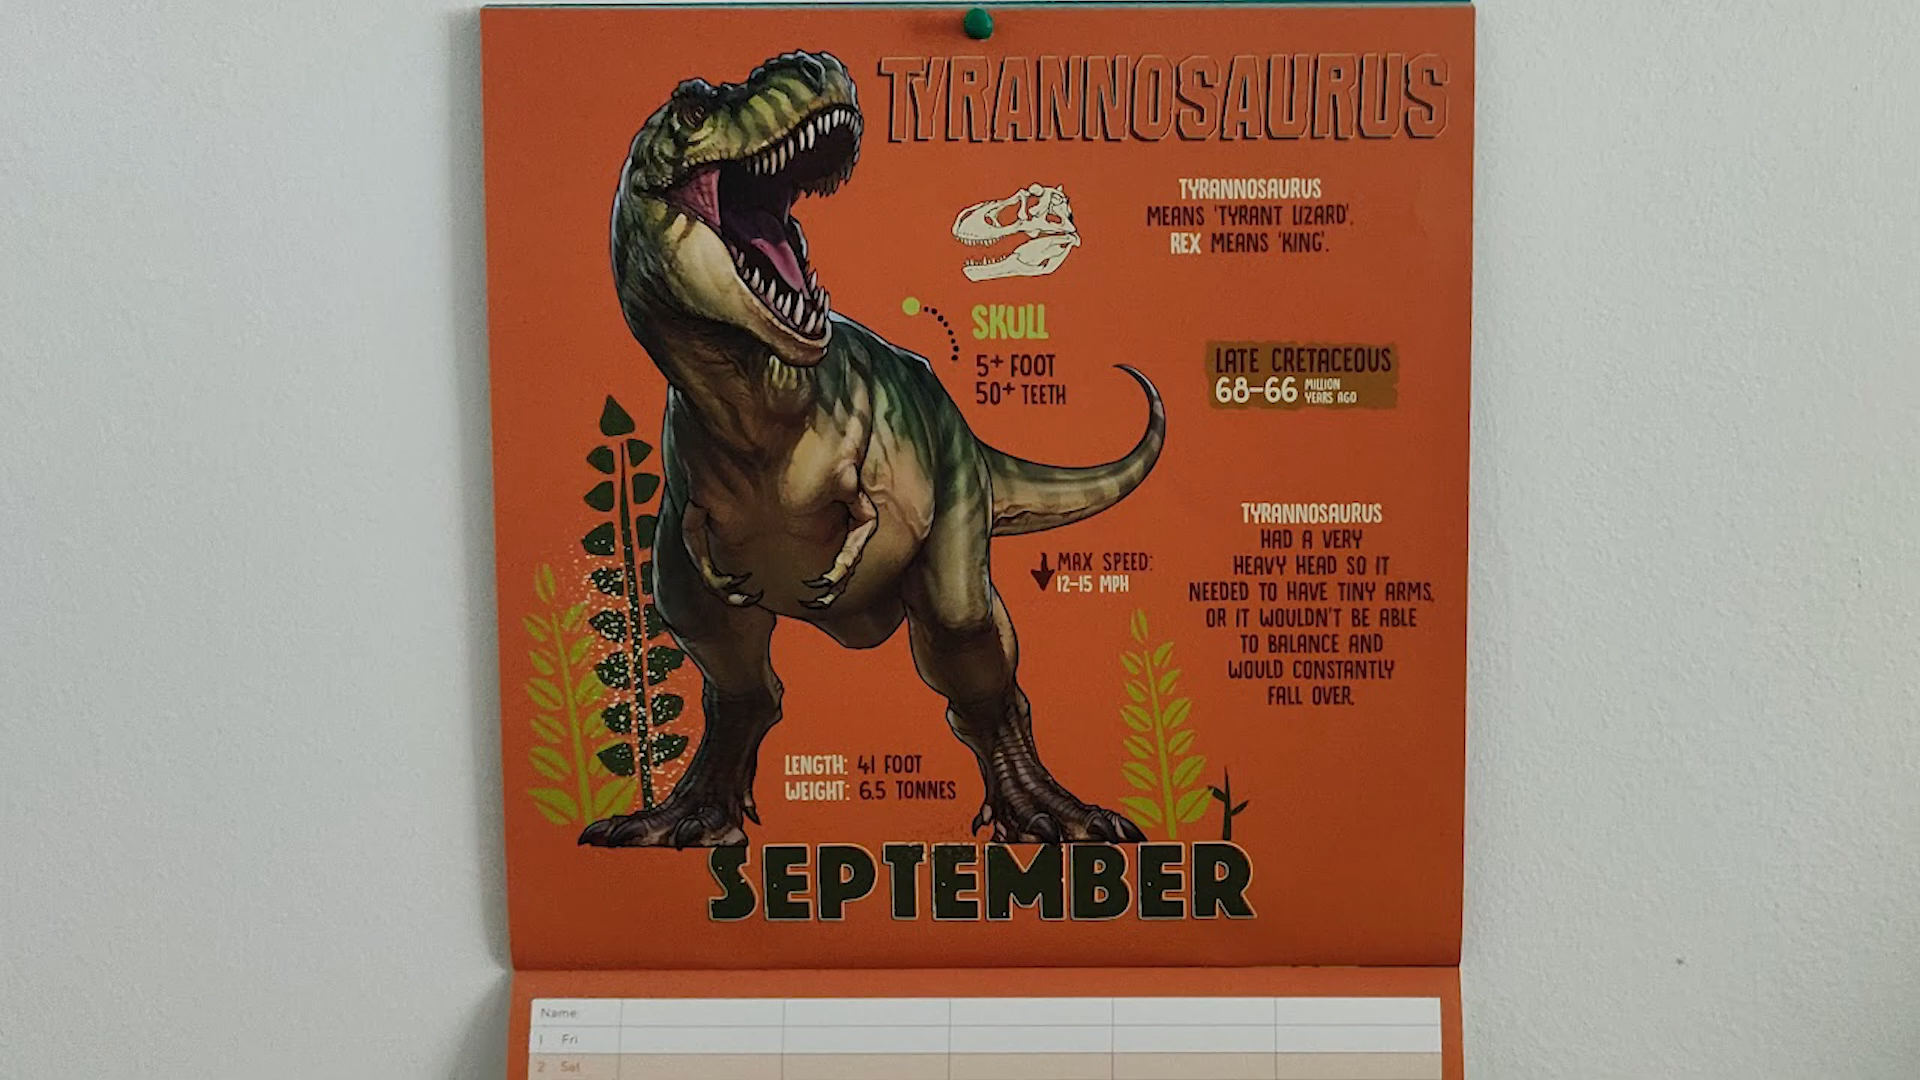 TYRANNOSAURUS
TYRANNOSAURUS
MEANS 'TYRANT LIZARD'.
REX MEANS 'KING'.
SKULL
5+ FOOT
50+ TEETH
LATE CRETACEOUS
68–66 MILLION
YEARS AGO
TYRANNOSAURUS
HAD A VERY
HEAVY HEAD SO IT
NEEDED TO HAVE TINY ARMS,
OR IT WOULDN'T BE ABLE
TO BALANCE AND
WOULD CONSTANTLY
FALL OVER.
MAX SPEED:
12–15 MPH
LENGTH: 41 FOOT
WEIGHT: 6.5 TONNES
SEPTEMBER
Name:
1 Fri
2 Sat